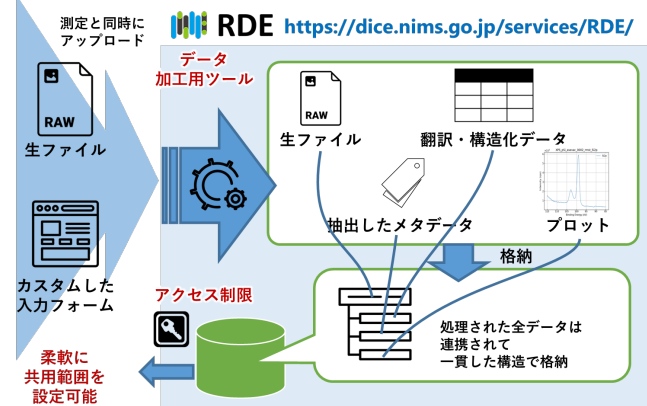 測定と同時に
アップロード
RDE https://dice.nims.go.jp/services/RDE/
データ
加工用ツール
RAW
生ファイル
カスタムした
入力フォーム
RAW
生ファイル
翻訳・構造化データ
抽出したメタデータ
プロット
格納
アクセス制限
処理された全データは
連携されて
一貫した構造で格納
柔軟に
共用範囲を
設定可能